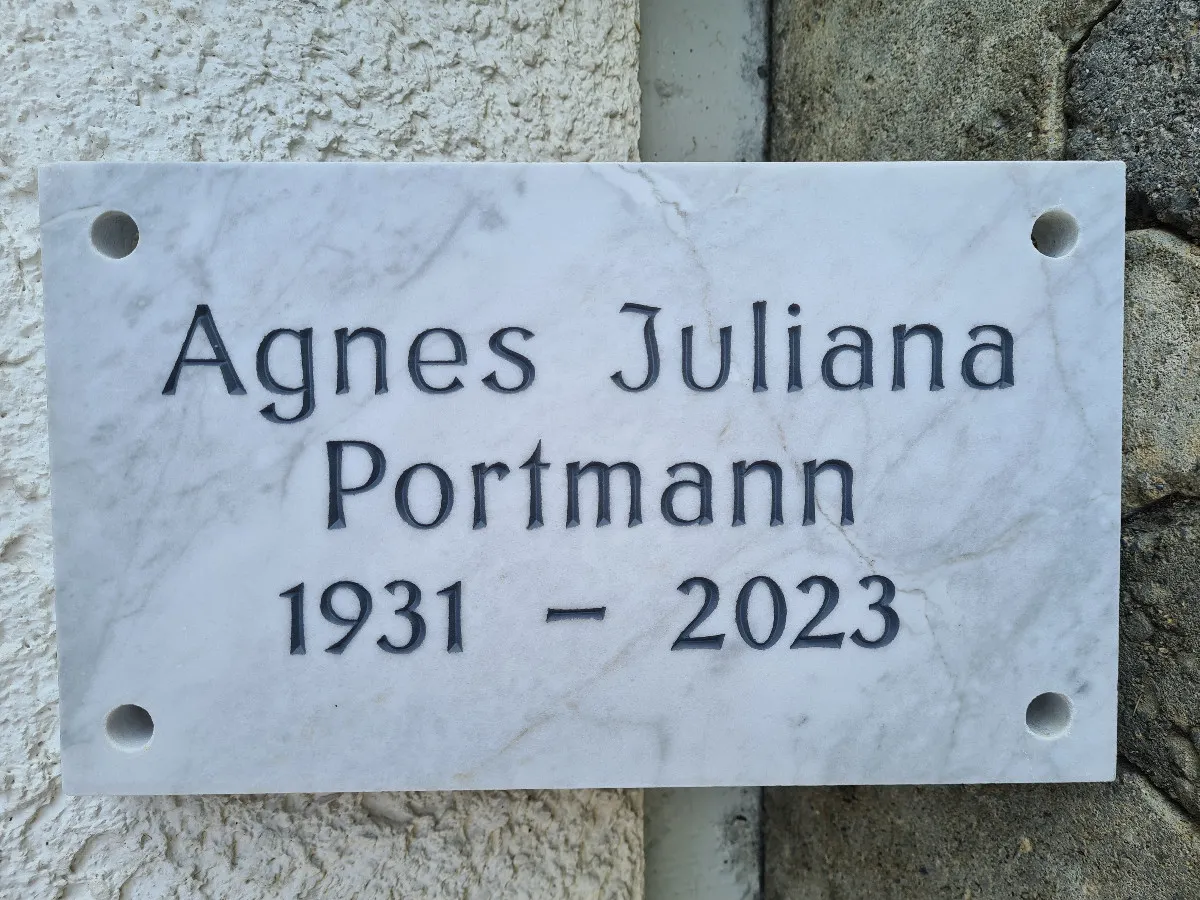 Agnes Juliana
Portmann
1931 – 2023